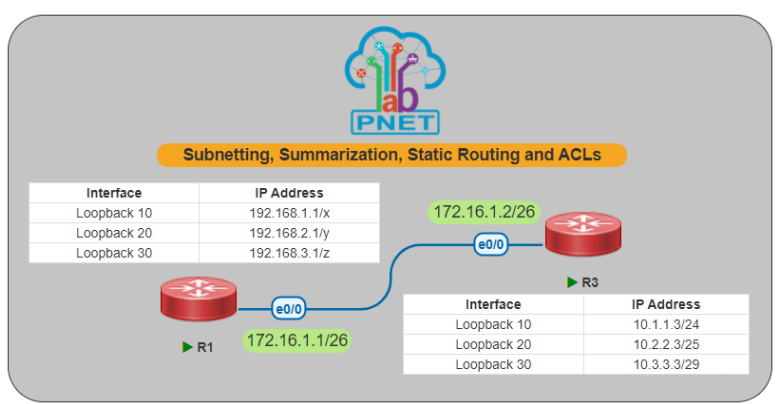 lab
PNET
Subnetting, Summarization, Static Routing and ACLs
Interface IP Address
Loopback 10 192.168.1.1/x
Loopback 20 192.168.2.1/y
Loopback 30 192.168.3.1/z
172.16.1.2/26
e0/0
R3
e0/0
R1
172.16.1.1/26
Interface IP Address
Loopback 10 10.1.1.3/24
Loopback 20 10.2.2.3/25
Loopback 30 10.3.3.3/29